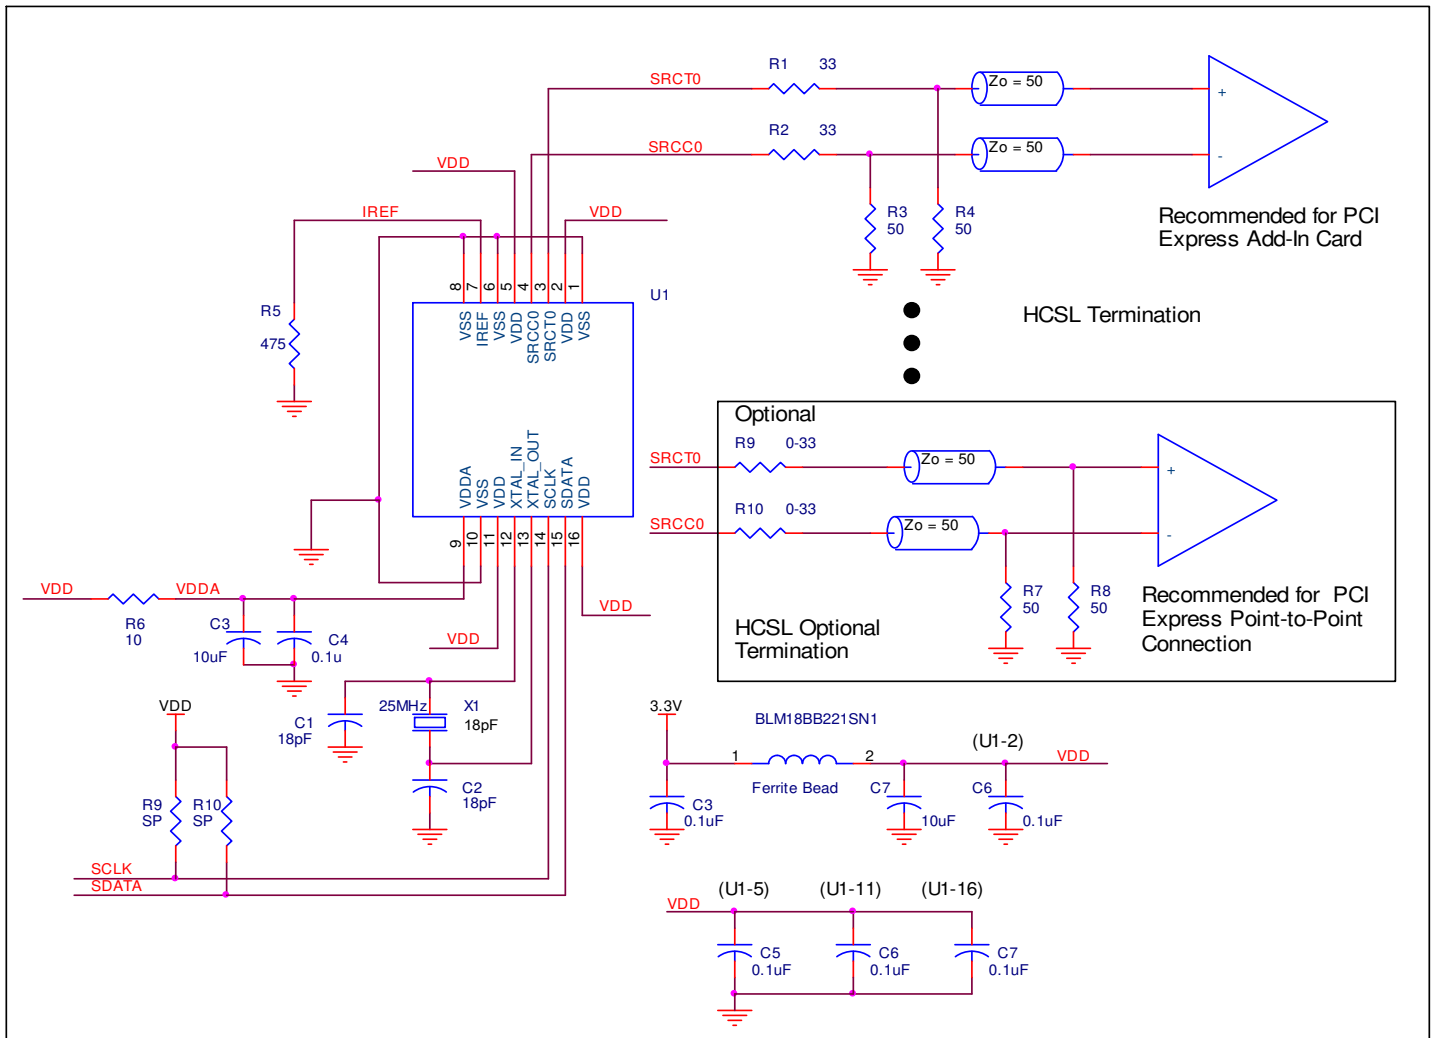 R1 33
SRCT0
Zo = 50
+
R2 33
SRCC0
Zo = 50
-
VDD
IREF
VDD
R3
50
R4
50
Recommended for PCI
Express Add-In Card
8 7 6 5 4 3 2 1
U1
VSS IREF VSS VDD SRCC0 SRCT0 VDD VSS
R5
475
HCSL Termination
Optional
R9 0-33
SRCT0
Zo = 50
+
R10 0-33
SRCC0
Zo = 50
-
VDDA VSS VDD XTAL_IN XTAL_OUT SCLK SDATA VDD
9 10 11 12 13 14 15 16
VDD
VDDA
R6
10
C3
10uF
C4
0.1u
VDD
VDD
R7
50
R8
50
Recommended for PCI
Express Point-to-Point
Connection
HCSL Optional
Termination
VDD
C1
18pF
25MHz
X1
18pF
C2
18pF
R9
SP
R10
SP
SCLK
SDATA
3.3V
BLM18BB221SN1
1
2
Ferrite Bead
(U1-2)
VDD
C3
0.1uF
C7
10uF
C6
0.1uF
(U1-5) (U1-11) (U1-16)
VDD
C5
0.1uF
C6
0.1uF
C7
0.1uF